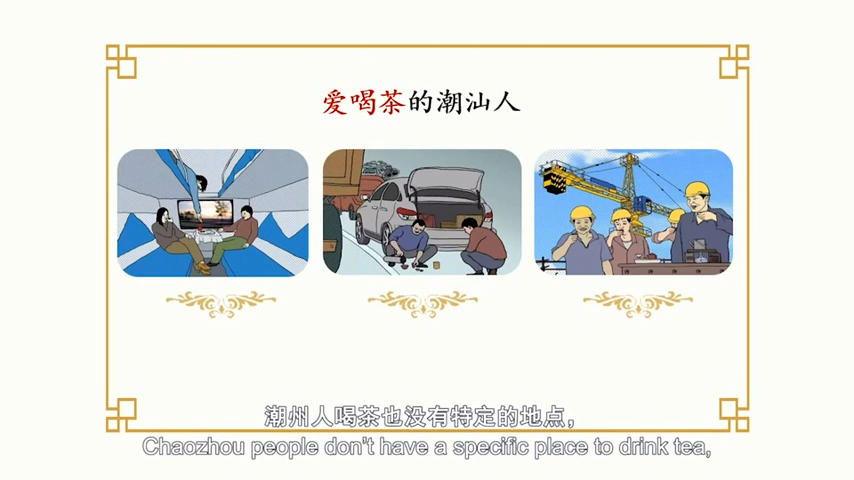 爱喝茶的潮汕人
潮州人喝茶也没有特定的地点，
Chaozhou people don't have a specific place to drink tea,